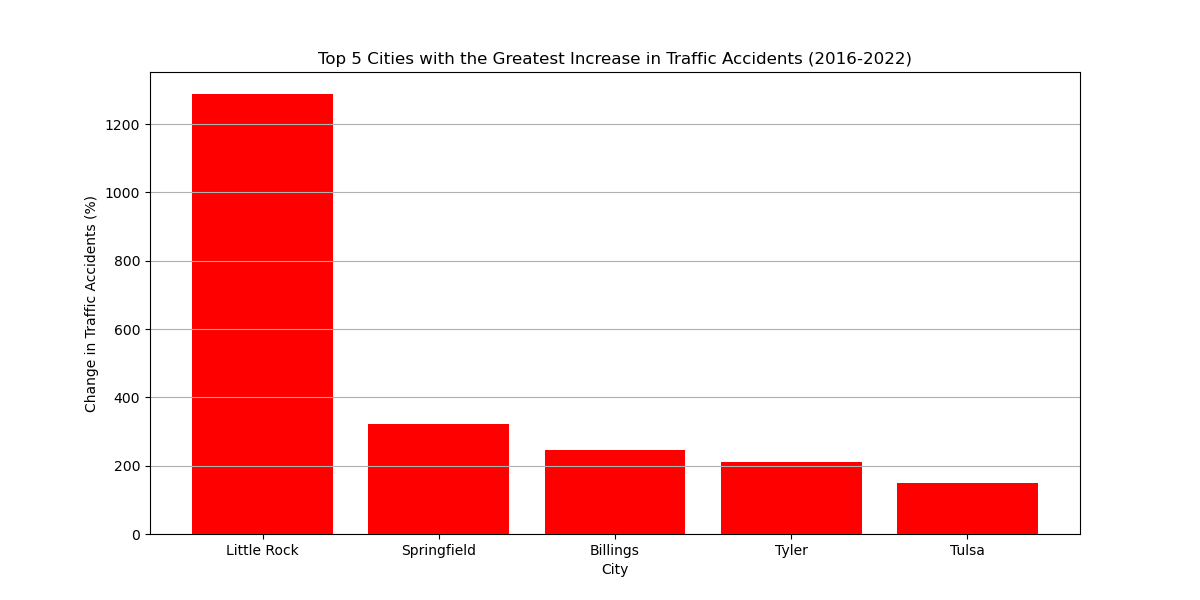 Top 5 Cities with the Greatest Increase in Traffic Accidents (2016-2022)
Change in Traffic Accidents (%)
1200
1000
800
600
400
200
0
Little Rock Springfield Billings Tyler Tulsa
City